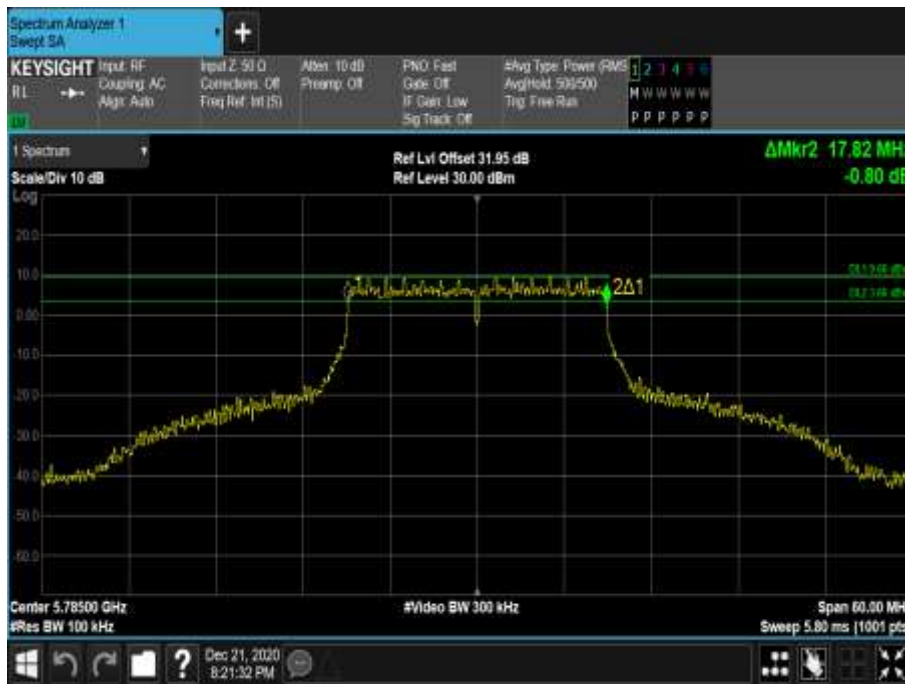 Spectrum Analyzer 1
Swept SA
+
KEYSIGHT Input: RF Input Z: 50 Ω Atten: 10 dB PNO: Fast #Avg Type: Power (RMS 1 2 3 4 5 6
RL Coupling: AC Corrections: Off Preamp: Off Gate: Off Avg|Hold: 500/500 M W W W W W
Align: Auto Freq Ref: Int (S) IF Gain: Low Trig: Free Run
Sig Track: Off P P P P P P
1 Spectrum Ref Lvl Offset 31.95 dB ΔMkr2 17.82 MH
Scale/Div 10 dB Ref Level 30.00 dBm -0.80 dB
Log
20.0
10.0
2Δ1
0.00
-10.0
-20.0
-30.0
-40.0
-50.0
-60.0
Center 5.78500 GHz #Video BW 300 kHz Span 60.00 MH
#Res BW 100 kHz Sweep 5.80 ms (1001 pts
? Dec 21, 2020
8:21:32 PM